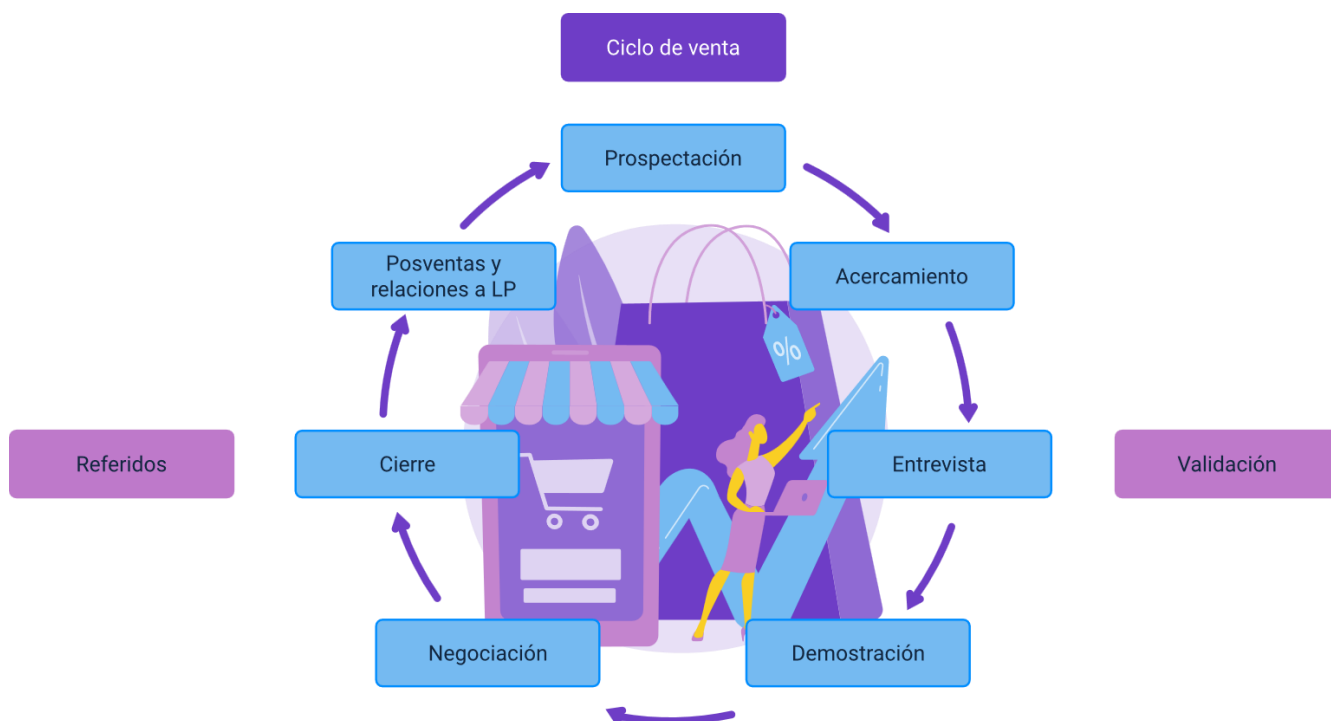 Ciclo de venta
Prospectación
Posventas y
relaciones a LP
Acercamiento
%
Referidos
Cierre
Entrevista
Validación
Negociación
Demostración